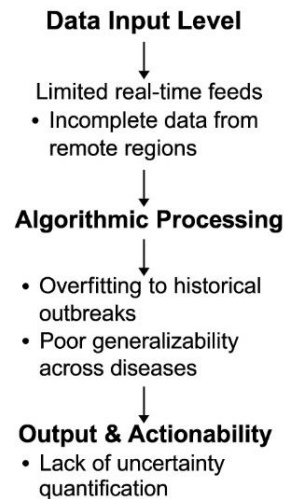 Data Input Level
Limited real-time feeds
• Incomplete data from
remote regions
Algorithmic Processing
• Overfitting to historical
outbreaks
• Poor generalizability
across diseases
Output & Actionability
• Lack of uncertainty
quantification